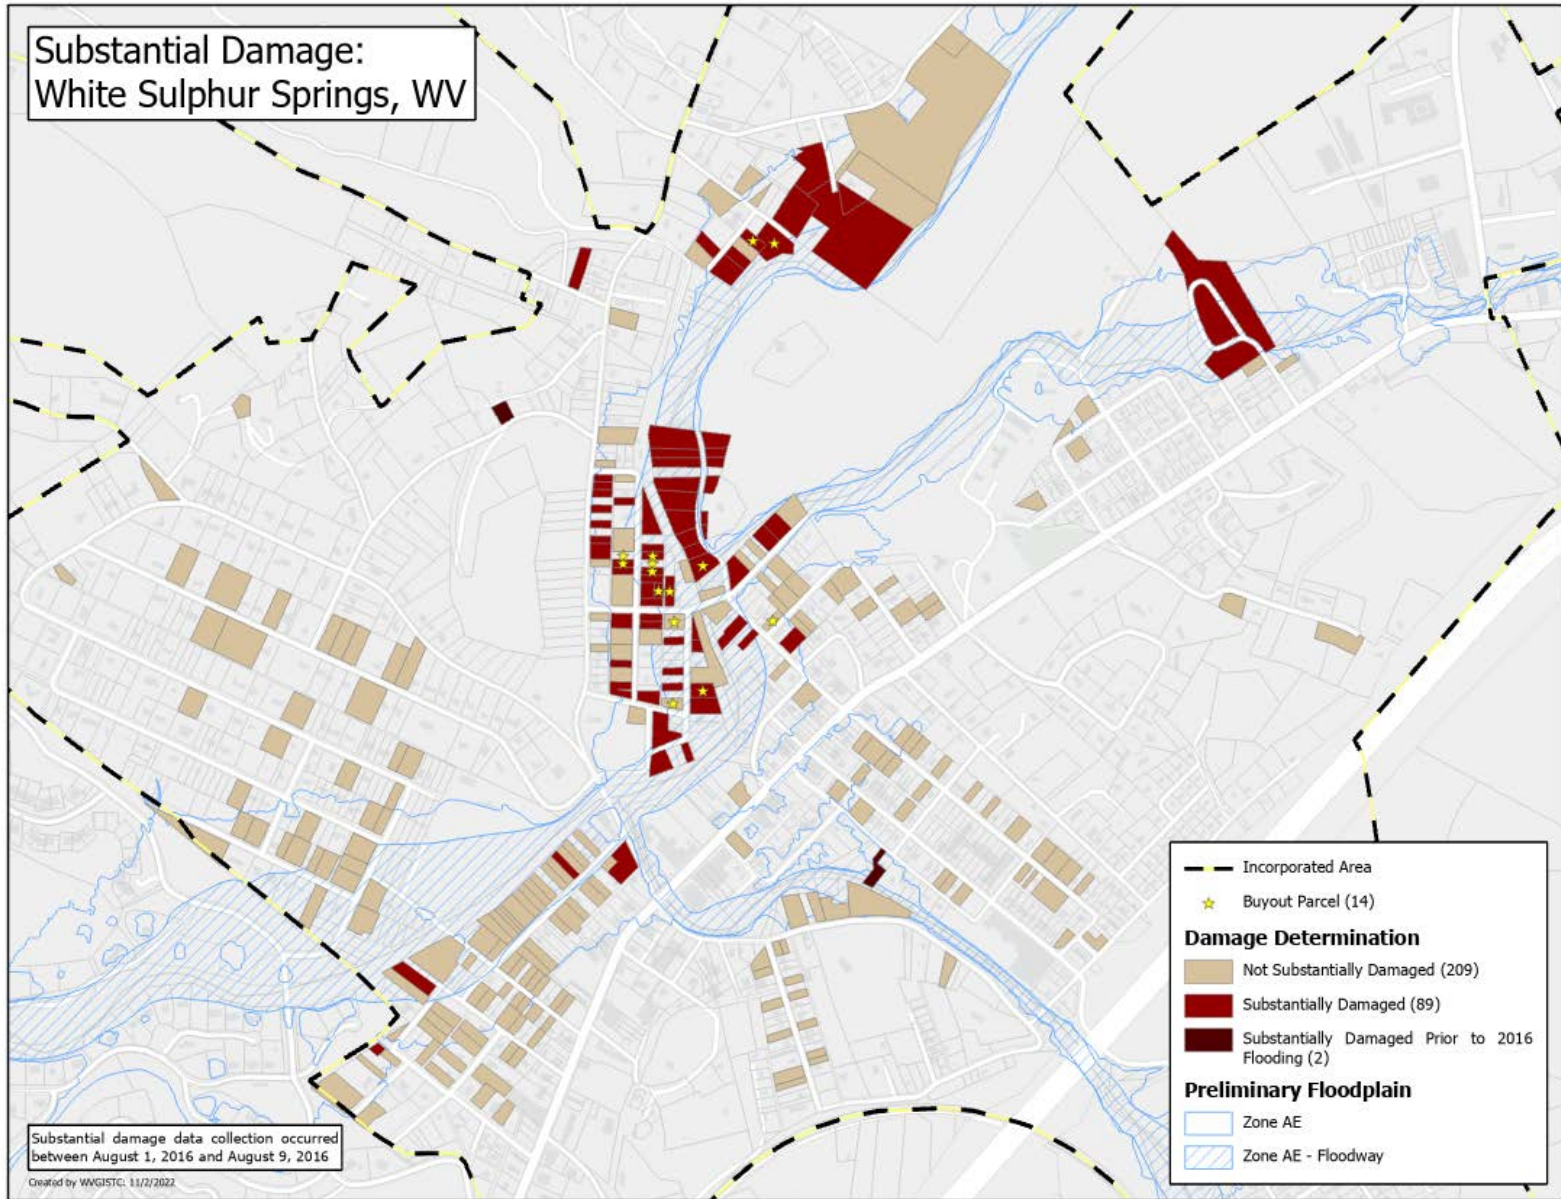 Substantial Damage:
White Sulphur Springs, WV
Incorporated Area
Buyout Parcel (14)
Damage Determination
Not Substantially Damaged (209)
Substantially Damaged (89)
Substantially Damaged Prior to 2016
Flooding (2)
Preliminary Floodplain
Zone AE
Zone AE - Floodway
Substantial damage data collection occurred
between August 1, 2016 and August 9, 2016
Created by WVGISTC: 11/2/2022